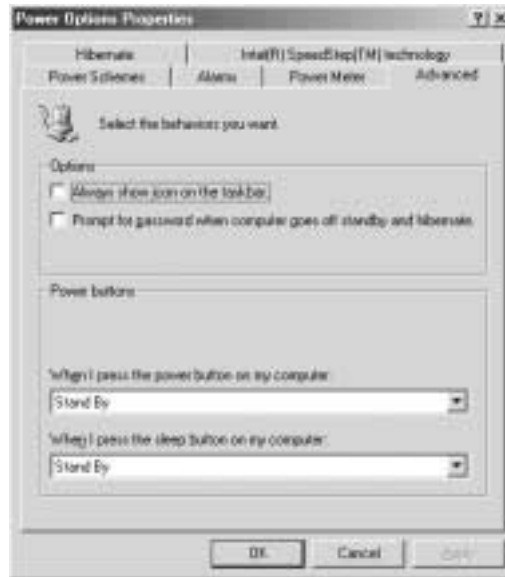 Power Options Properties
Hibernate Intel(R) SpeedStep(TM) technology
Power Schemes Alarms Power Meter Advanced
Select the behaviors you want.
Options
Always show icon on the taskbar.
Prompt for password when computer goes off standby and hibernate.
Power buttons
When I press the power button on my computer:
Stand By
When I press the sleep button on my computer:
Stand By
OK Cancel Apply